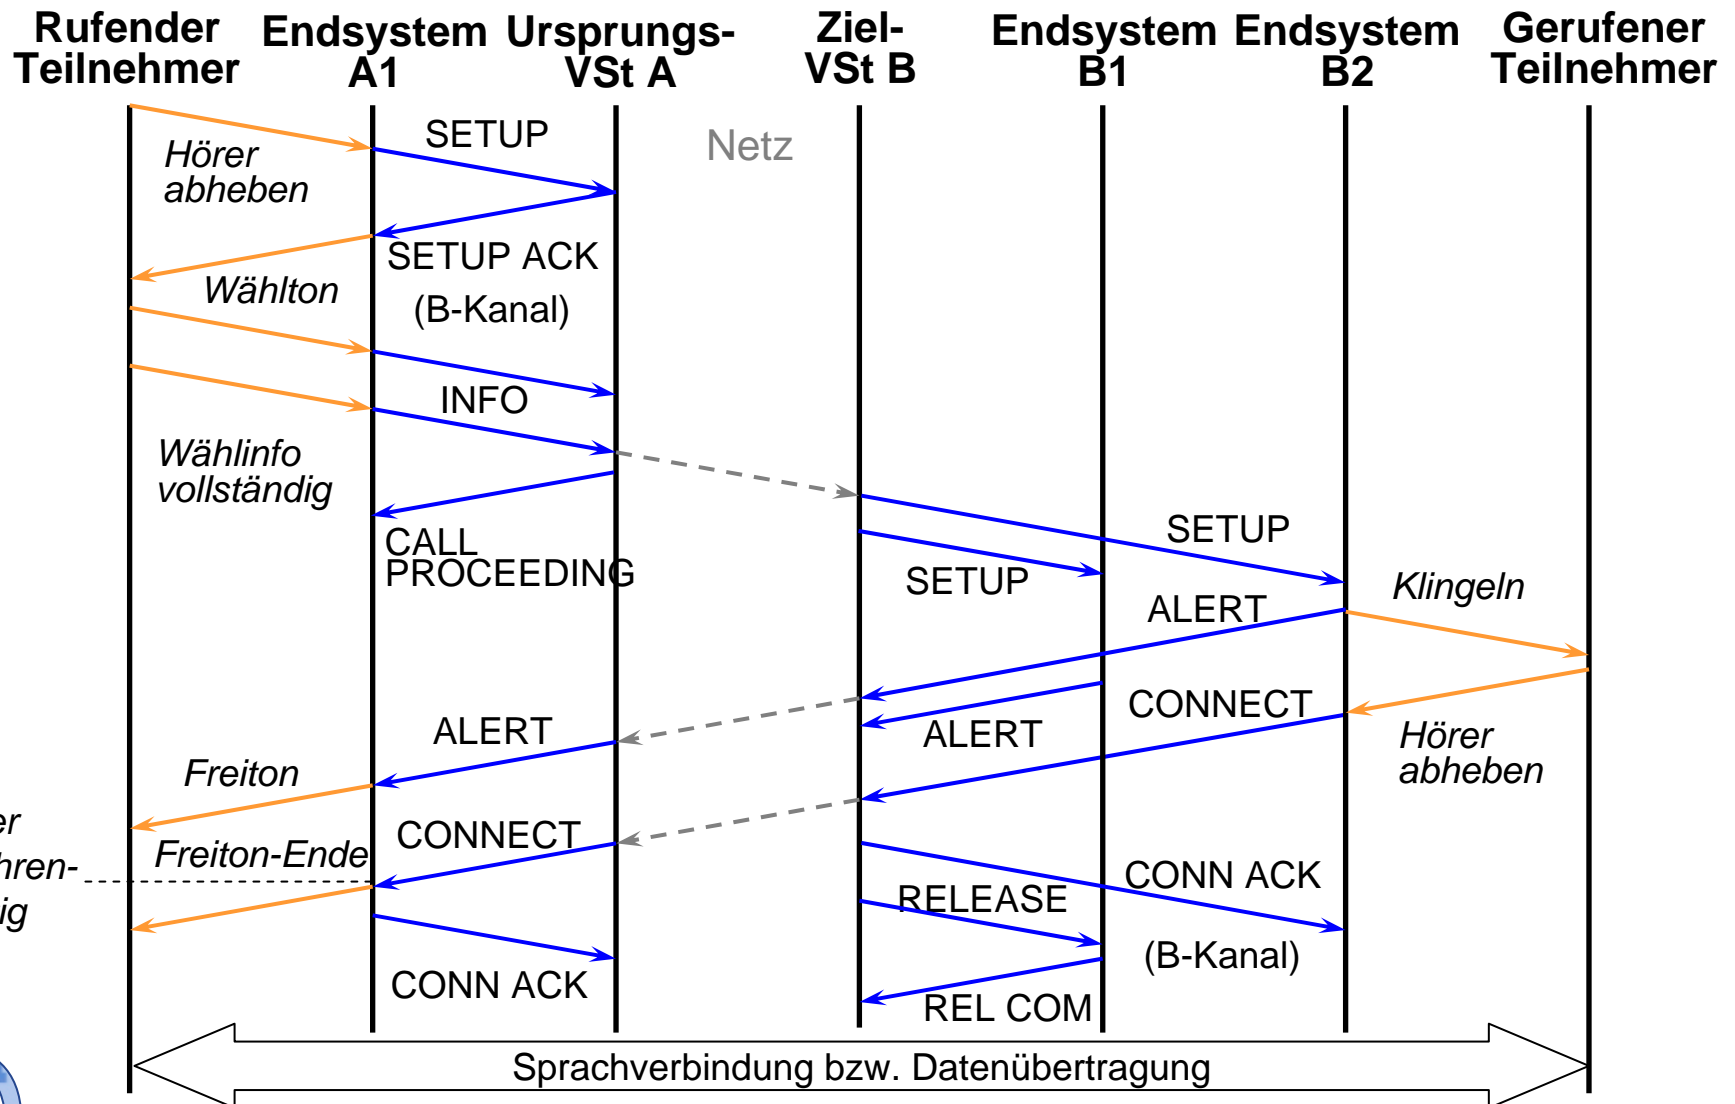 Rufender
Teilnehmer
Endsystem
A1
Ursprungs-
VSt A
Ziel-
VSt B
Endsystem
B1
Endsystem
B2
Gerufener
Teilnehmer
SETUP
Netz
Hörer
abheben
SETUP ACK
Wählton
(B-Kanal)
INFO
Wählinfo
vollständig
CALL
PROCEEDING
SETUP
SETUP
Klingeln
ALERT
CONNECT
ALERT
ALERT
Hörer
abheben
Freiton
CONNECT
Freiton-Ende
CONN ACK
RELEASE
(B-Kanal)
CONN ACK
REL COM
Sprachverbindung bzw. Datenübertragung